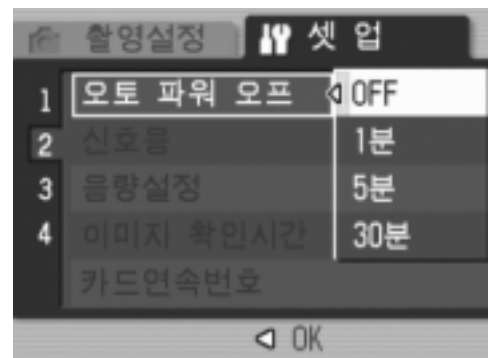 촬영설정 셋 업
1 오토 파워 오프 OFF
2 신호음 1분
3 음량설정 5분
4 이미지 확인시간 30분
카드연속번호
OK